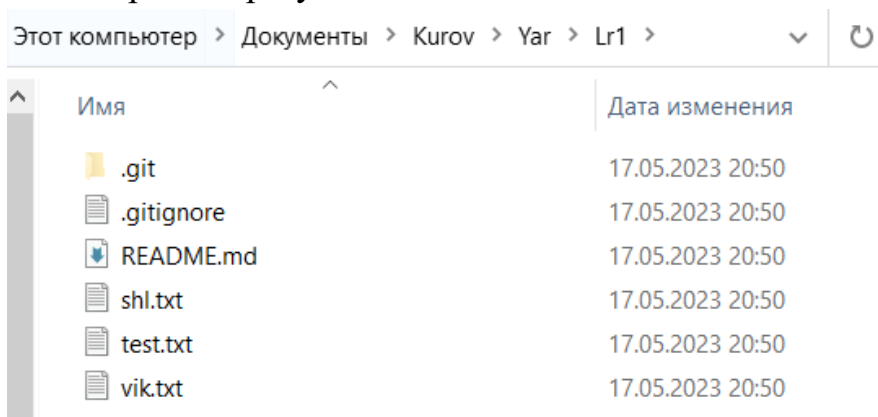 Этот компьютер > Документы > Kurov > Yar > Lr1 >
Имя Дата изменения
.git 17.05.2023 20:50
.gitignore 17.05.2023 20:50
README.md 17.05.2023 20:50
shl.txt 17.05.2023 20:50
test.txt 17.05.2023 20:50
vik.txt 17.05.2023 20:50